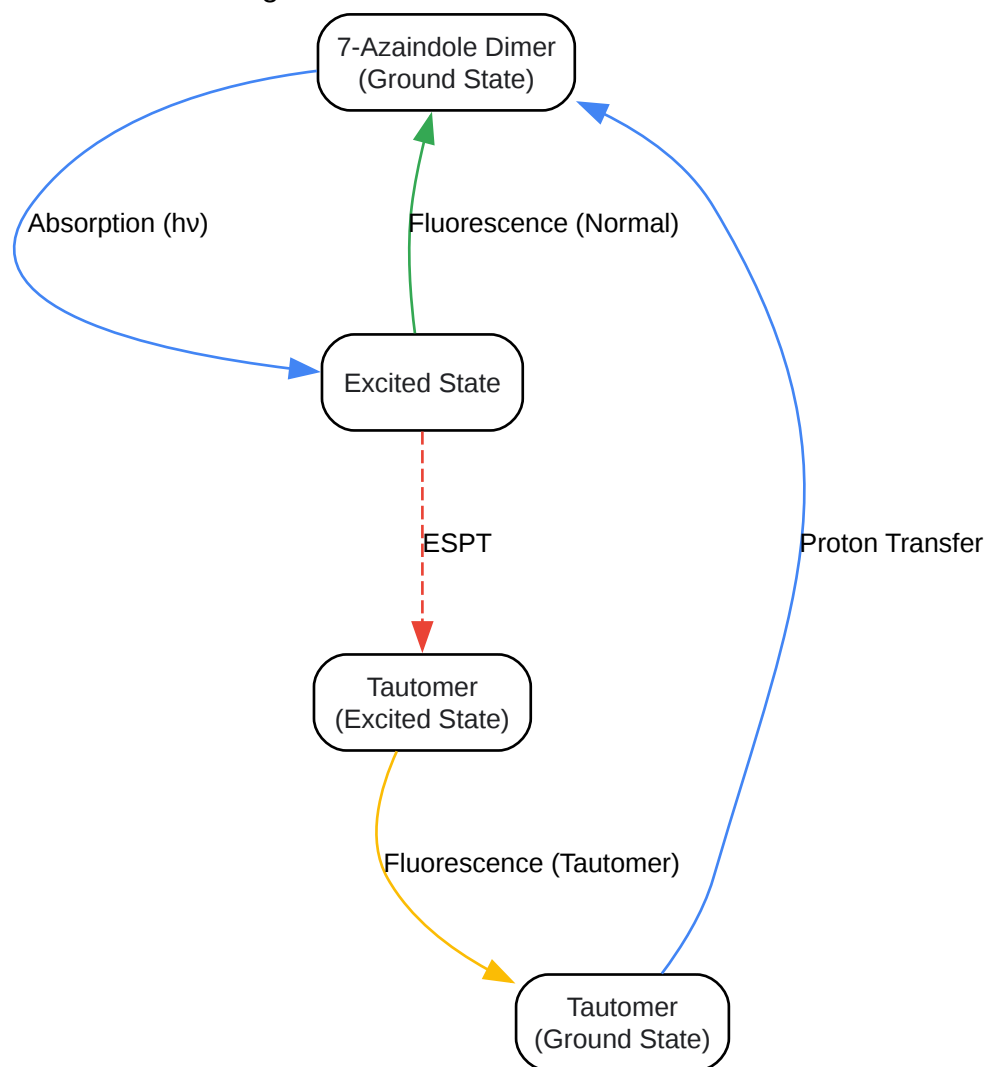 7-Azaindole Dimer
(Ground State)
Absorption (hν)
Fluorescence (Normal)
Excited State
ESPT
Proton Transfer
Tautomer
(Excited State)
Fluorescence (Tautomer)
Tautomer
(Ground State)